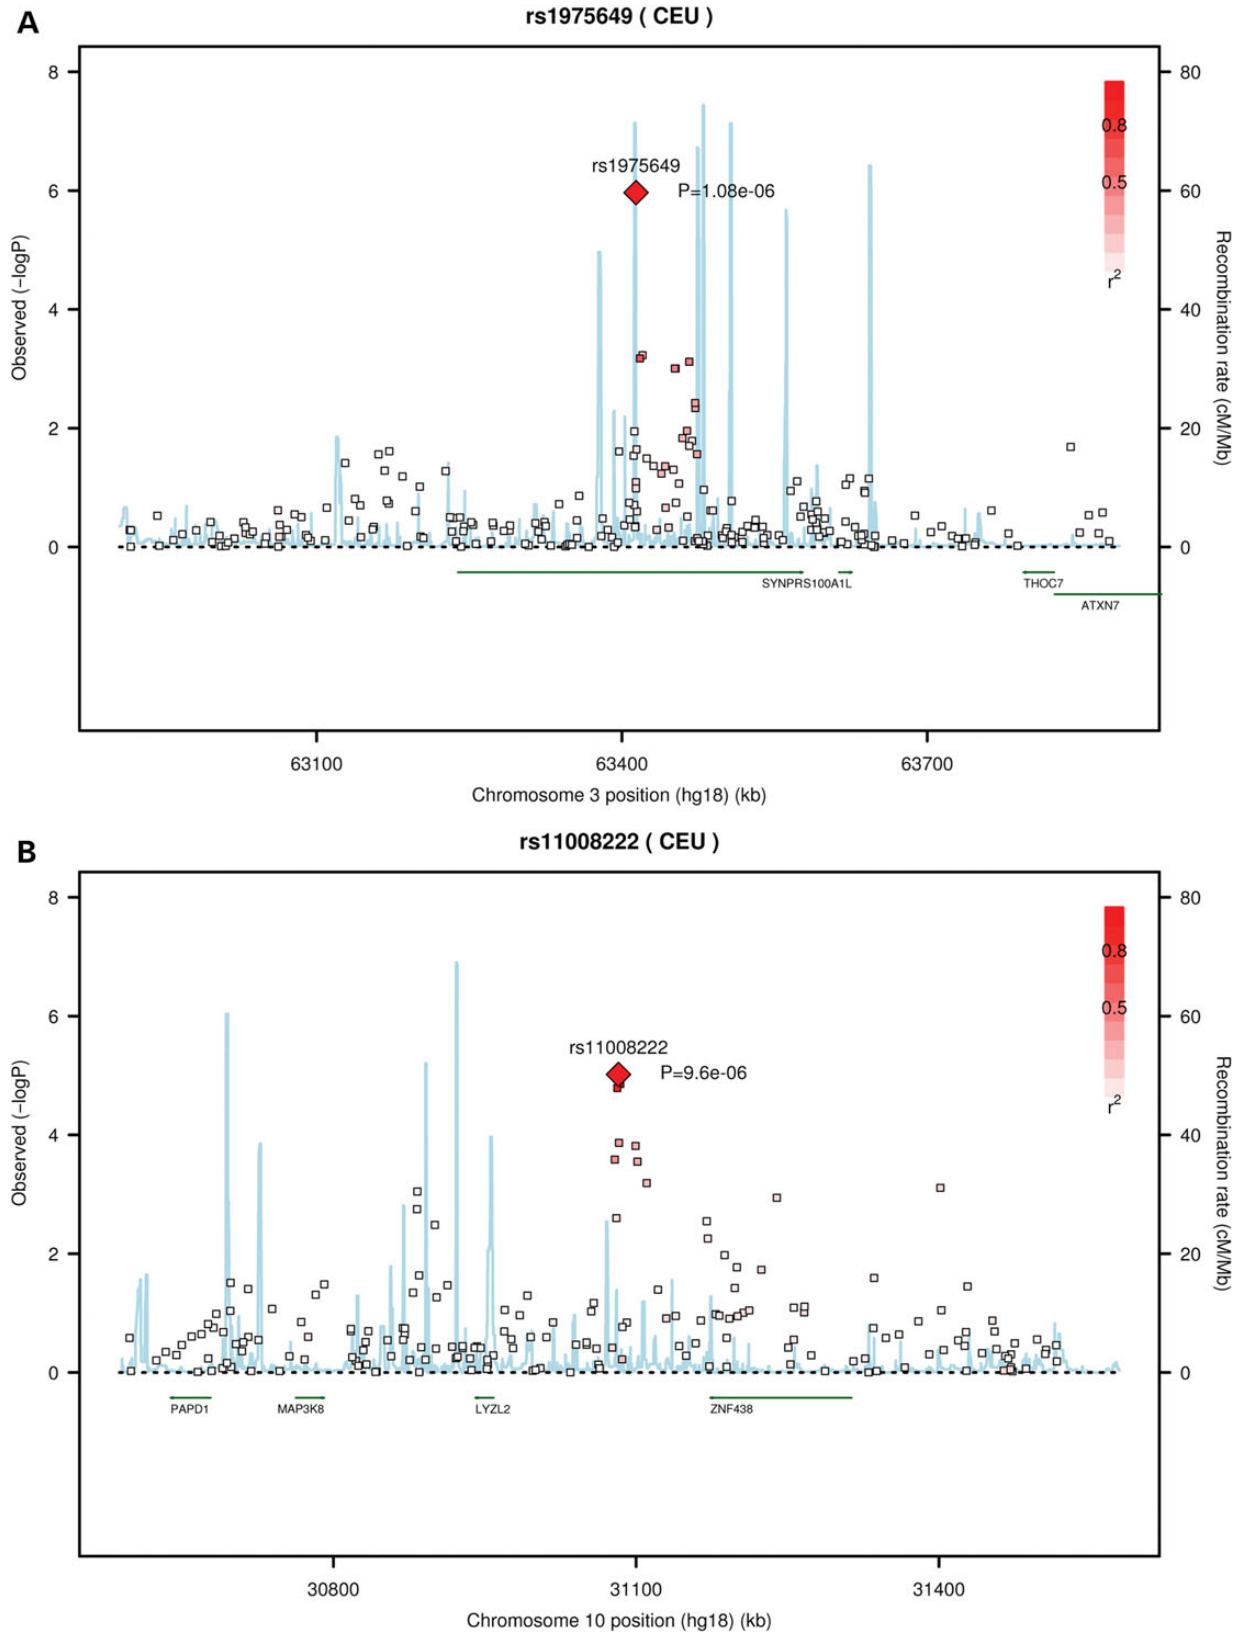 A
rs1975649 ( CEU )
8
6
4
2
0
Observed (−logP)
80
60
40
20
0
Recombination rate (cM/Mb)
0.8
0.5
r2
rs1975649
P=1.08e-06
SYNPRS100A1L
THOC7
ATXN7
63100
63400
63700
Chromosome 3 position (hg18) (kb)
B
rs11008222 ( CEU )
8
6
4
2
0
Observed (−logP)
80
60
40
20
0
Recombination rate (cM/Mb)
0.8
0.5
r2
rs11008222
P=9.6e-06
PAPD1
MAP3K8
LYZL2
ZNF438
30800
31100
31400
Chromosome 10 position (hg18) (kb)